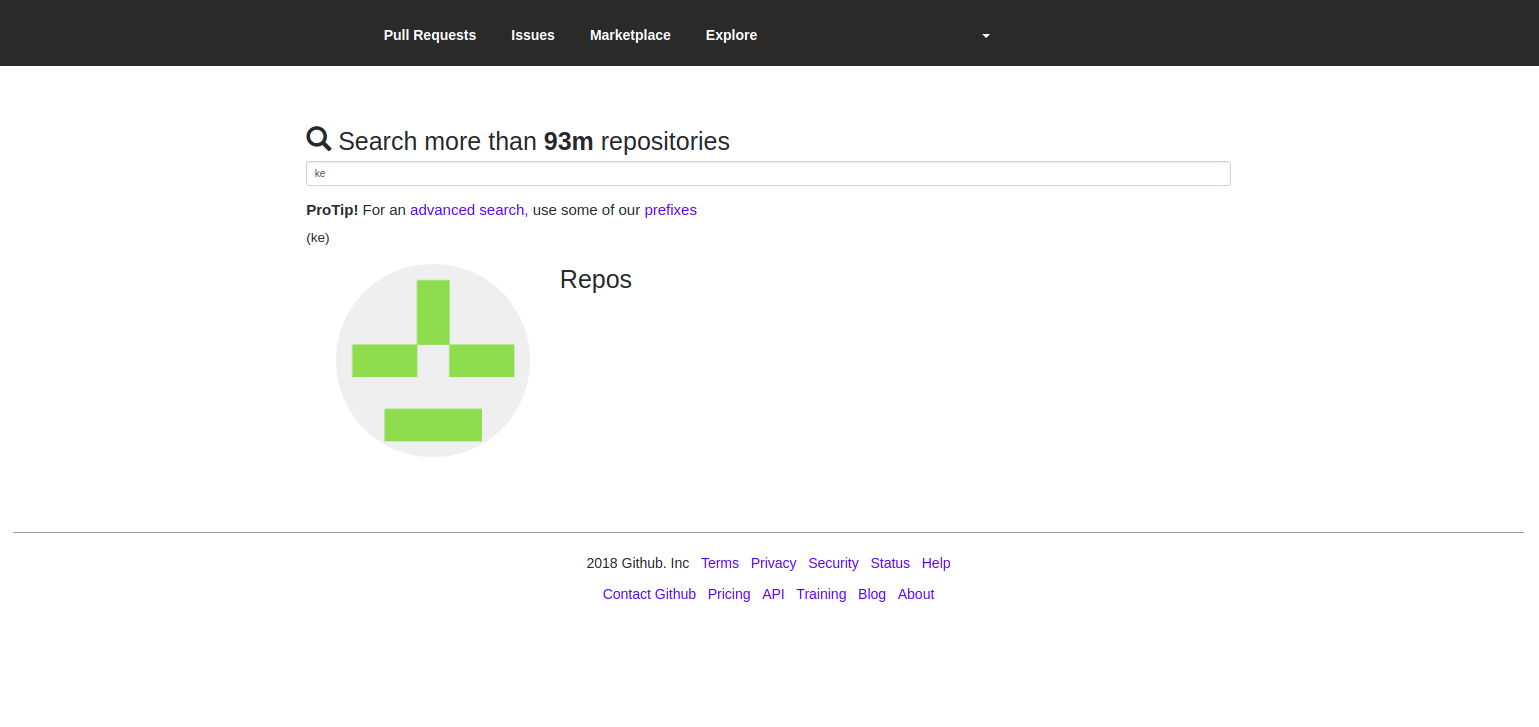 Pull Requests Issues Marketplace Explore
Search more than 93m repositories
ke
ProTip! For an advanced search, use some of our prefixes
(ke)
Repos
2018 Github. Inc Terms Privacy Security Status Help
Contact Github Pricing API Training Blog About